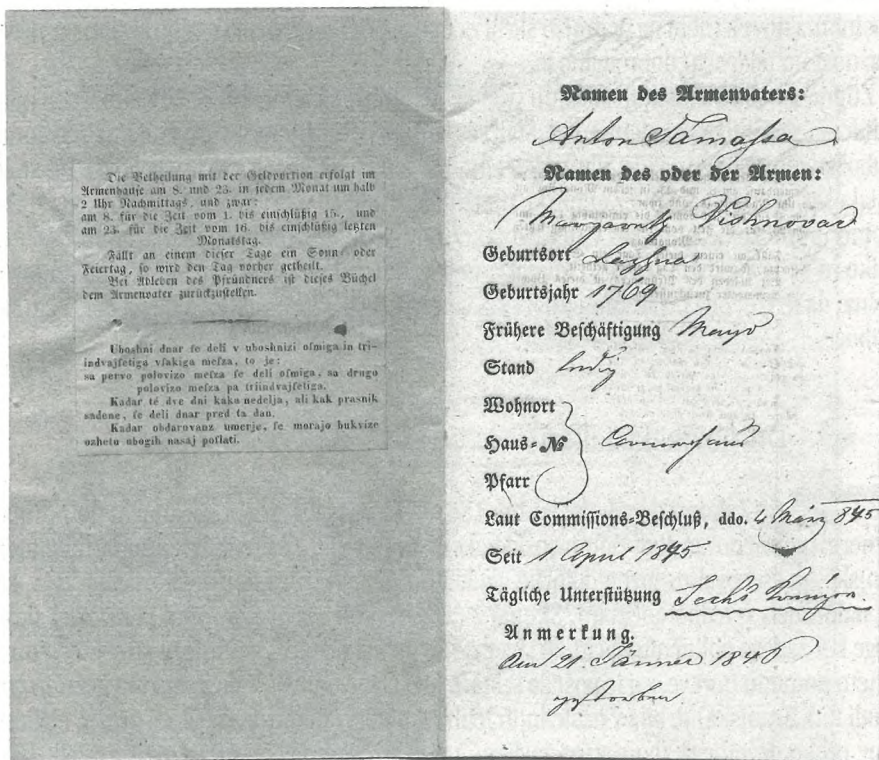 Die Betheilung mit der Geldportion erfolgt im
Armenhause am 8. und 23. in jedem Monat um halb
2 Uhr Nachmittags, und zwar:
am 8. für die Zeit vom 1. bis einschlüßig 15., und
am 23. für die Zeit vom 16. bis einschlüßig letzten
Monatstag.
Fällt an einem dieser Tage ein Sonn- oder
Feiertag, so wird den Tag vorher getheilt.
Bei Ableben des Pfründners ist dieses Büchel
dem Armenvater zurückzustellen.
Uboshni dnar ſe deli v uboshnizi oſmiga in tri-
indvajſetiga vſakiga meſza, to je:
sa pervo polovizo meſza ſe deli oſmiga, sa drugo
polovizo meſza pa triindvajſetiga.
Kadar té dve dni kaka nedelja, ali kak prasnik
sadene, ſe deli dnar pred ta dan.
Kadar obdarovanz umerje, ſe morajo bukvize
ozhetu ubogih nasaj poſlati.
Namen des Armenvaters:
Anton Samassa
Namen des oder der Armen:
Margareth
Geburtsort
Geburtsjahr 1769
Frühere Beschäftigung Magd
Stand ledig
Wohnort
Haus-№ Armenhaus
Pfarr
Laut Commissions-Beschluß, ddo. 4 März 845
Seit 1 April 1845
Tägliche Unterstützung Sechs Kreuzer.
Anmerkung.
Am 21. Jänner 1846
gestorben.